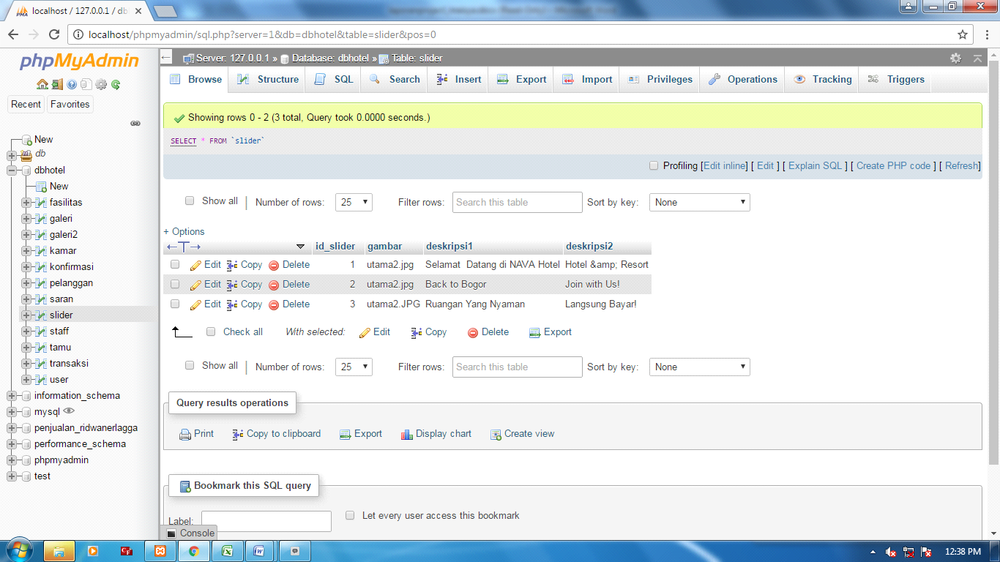 localhost / 127.0.0.1 / db
localhost/phpmyadmin/sql.php?server=1&db=dbhotel&table=slider&pos=0
phpMyAdmin
Recent Favorites
New
db
dbhotel
New
fasilitas
galeri
galeri2
kamar
konfirmasi
pelanggan
saran
slider
staff
tamu
transaksi
user
information_schema
mysql
penjualan_ridwanerlagga
performance_schema
phpmyadmin
test
Server: 127.0.0.1 » Database: dbhotel » Table: slider
Browse Structure SQL Search Insert Export Import Privileges Operations Tracking Triggers
Showing rows 0 - 2 (3 total, Query took 0.0000 seconds.)
SELECT * FROM `slider`
Profiling [Edit inline] [ Edit ] [ Explain SQL ] [ Create PHP code ] [ Refresh]
Show all | Number of rows: 25 Filter rows: Search this table Sort by key: None
+ Options
←T→ id_slider gambar deskripsi1 deskripsi2
Edit Copy Delete 1 utama2.jpg Selamat  Datang di NAVA Hotel Hotel &amp; Resort
Edit Copy Delete 2 utama2.jpg Back to Bogor Join with Us!
Edit Copy Delete 3 utama2.JPG Ruangan Yang Nyaman Langsung Bayar!
Check all With selected: Edit Copy Delete Export
Show all | Number of rows: 25 Filter rows: Search this table Sort by key: None
Query results operations
Print Copy to clipboard Export Display chart Create view
Bookmark this SQL query
Label: Let every user access this bookmark
Console
12:38 PM